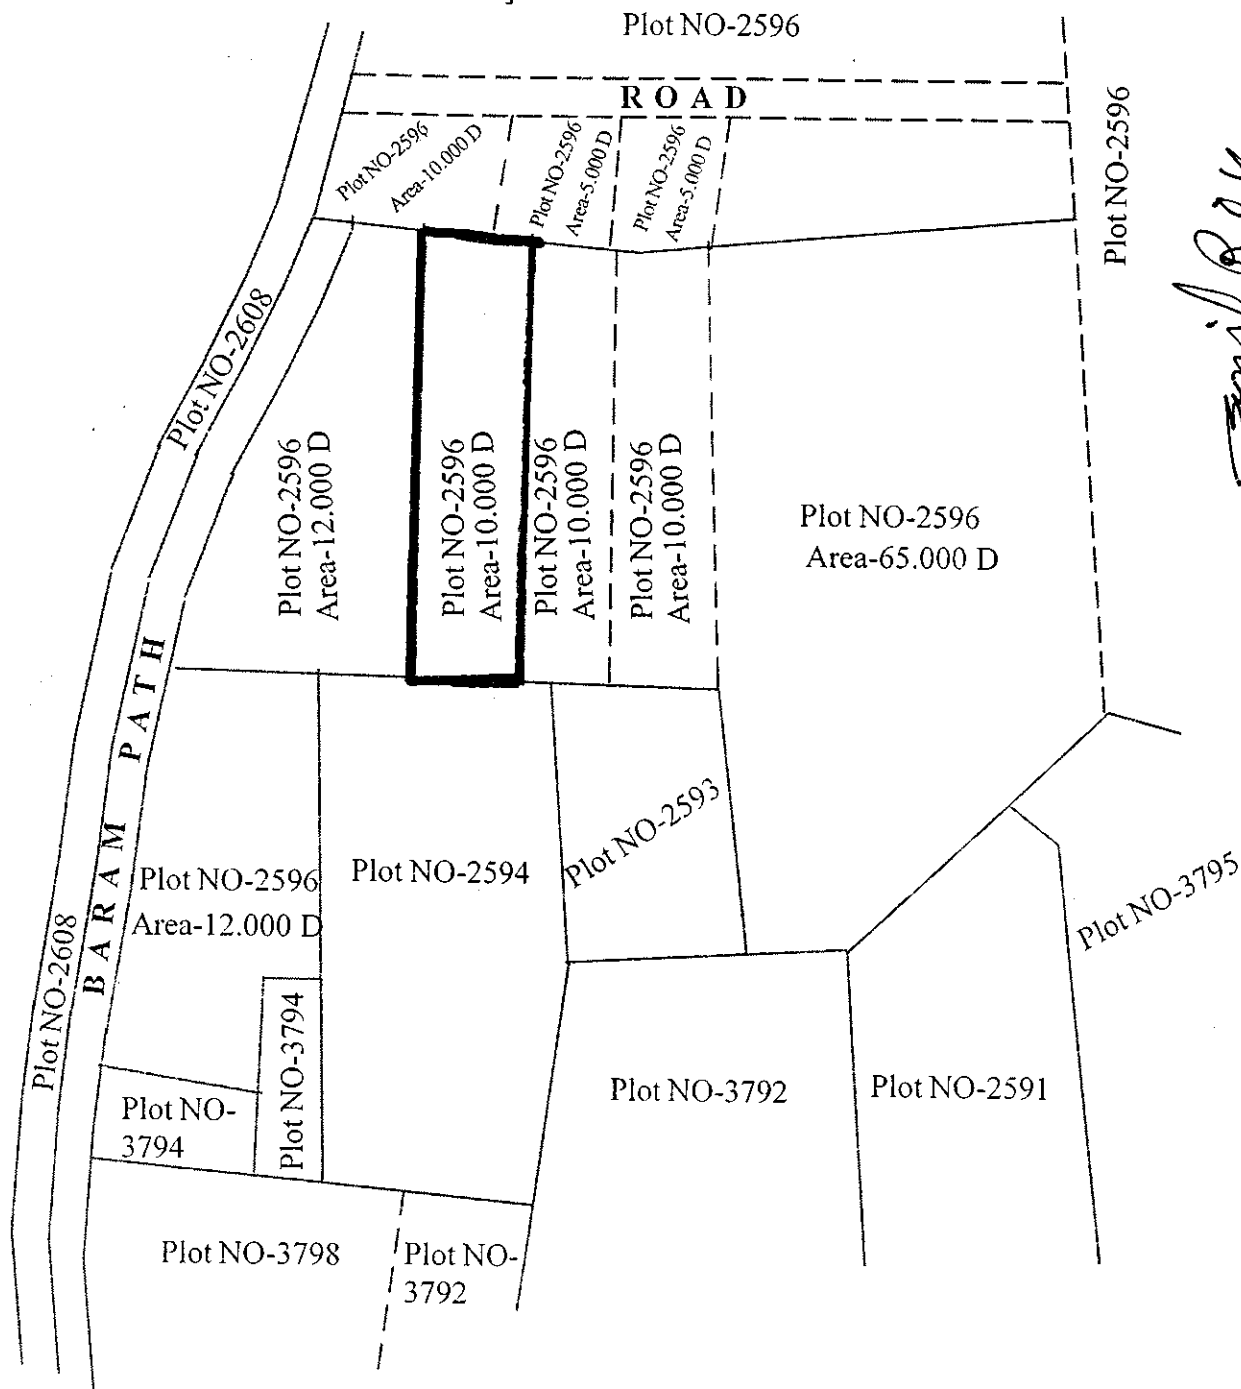 Plot NO-2596
ROAD
Plot NO-2596
Plot NO-2596
Area-10.000 D
Plot NO-2596
Area-5.000 D
Plot NO-2596
Area-5.000 D
Plot NO-2608
Plot NO-2596
Area-12.000 D
Plot NO-2596
Area-10.000 D
Plot NO-2596
Area-10.000 D
Plot NO-2596
Area-10.000 D
Plot NO-2596
Area-65.000 D
BARAM PATH
Plot NO-2593
Plot NO-2596
Area-12.000 D
Plot NO-2594
Plot NO-3795
Plot NO-2608
Plot NO-3794
Plot NO-
3794
Plot NO-3792
Plot NO-2591
Plot NO-3798
Plot NO-
3792